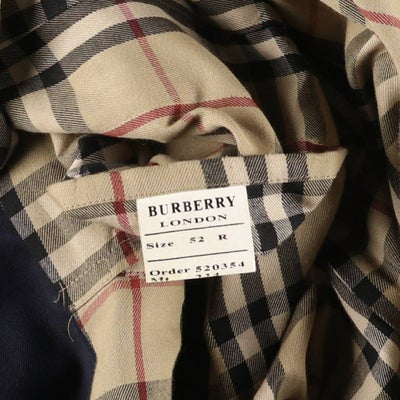 BURBERRY
LONDON
Size 52 R
Order 520354